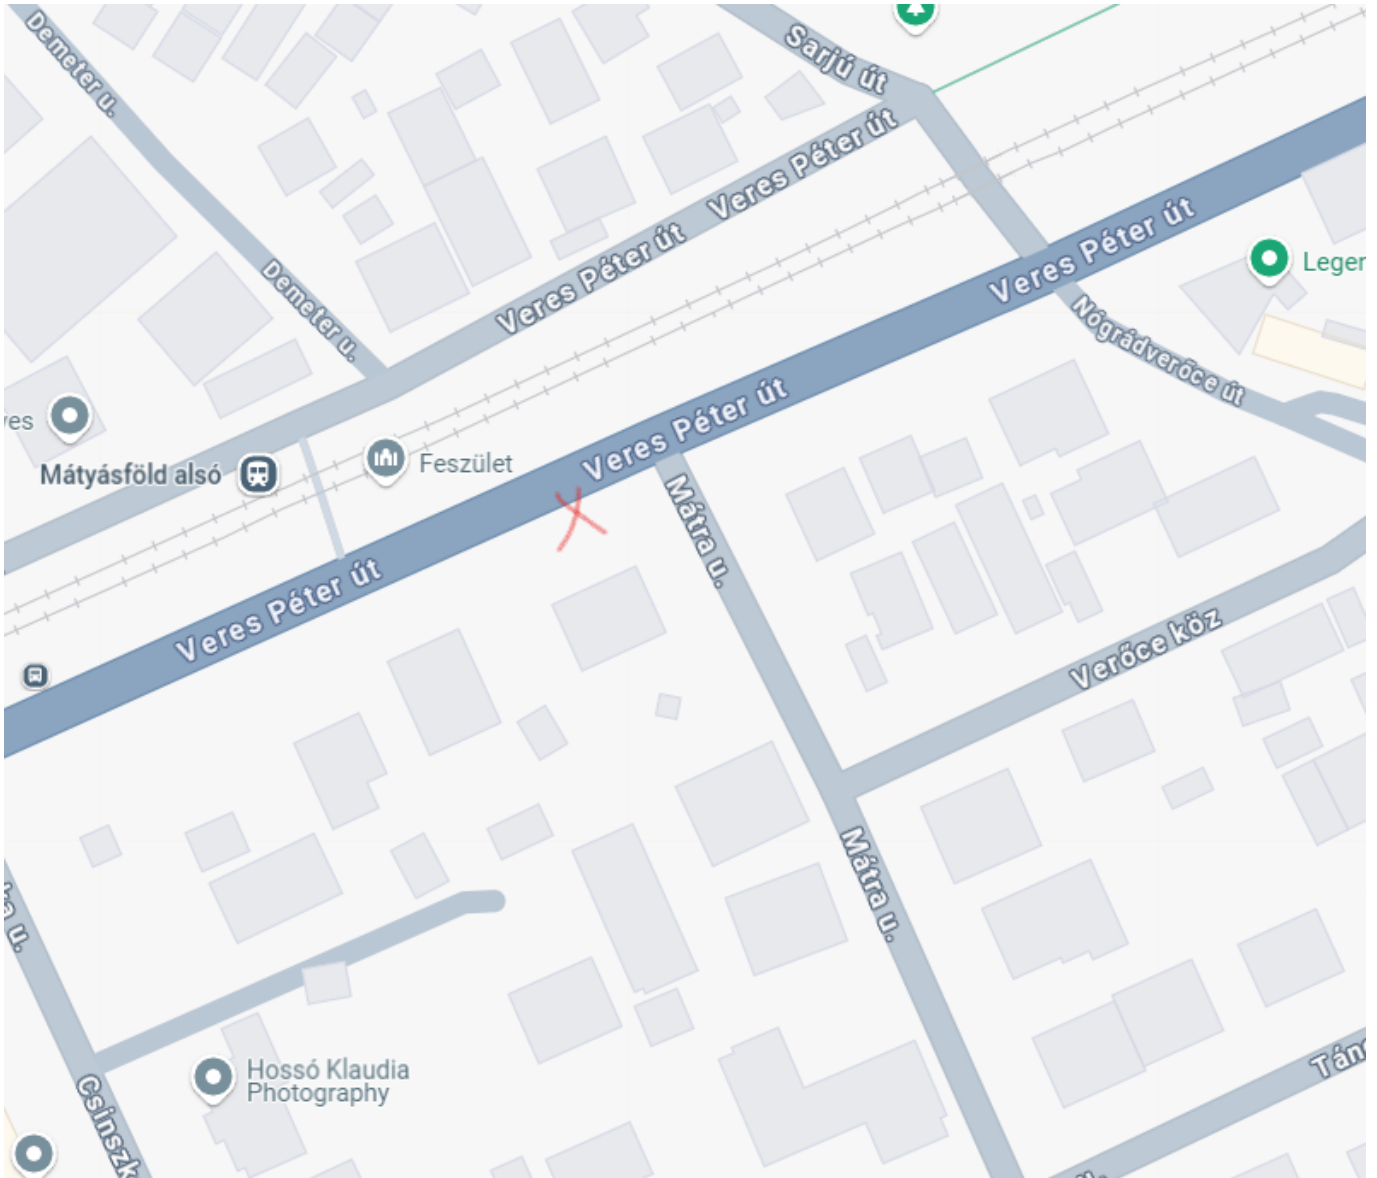 Demeter u.
Sarjú út
Veres Péter út
Veres Péter út
Veres Péter út
Demeter u.
Nógrádverőce út
Veres Péter út
Mátyásföld alsó
Feszület
Mátra u.
Veres Péter út
Verőce köz
Mátra u.
Hossó Klaudia
Photography